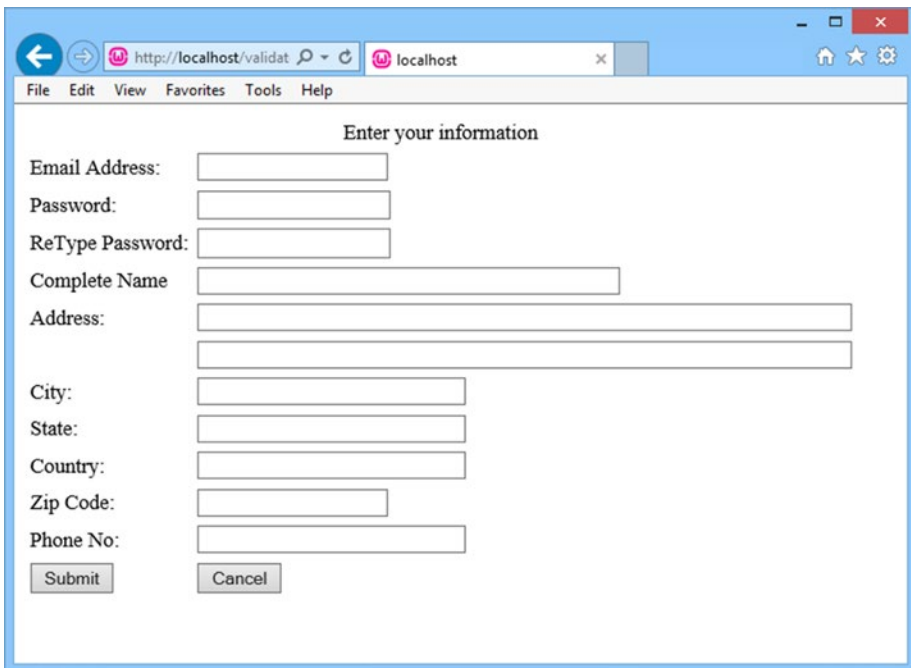 http://localhost/validat
localhost
File Edit View Favorites Tools Help
Enter your information
Email Address:
Password:
ReType Password:
Complete Name
Address:
City:
State:
Country:
Zip Code:
Phone No:
Submit Cancel